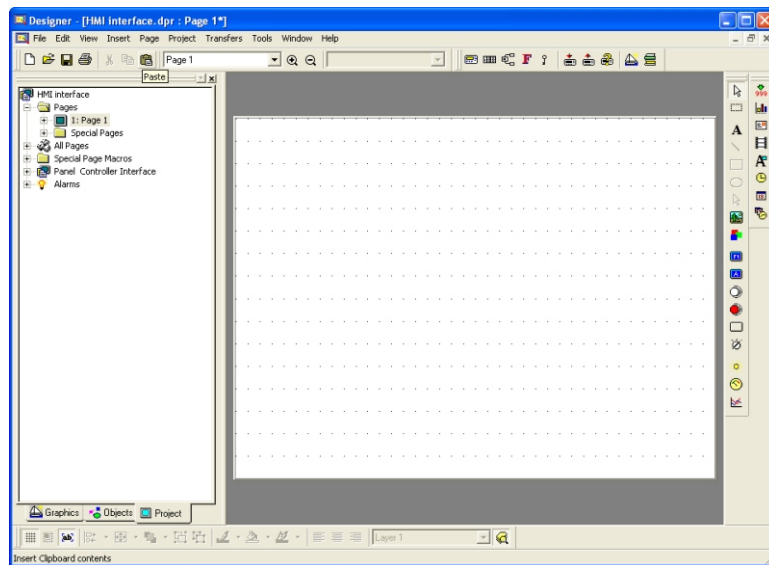 Designer - [HMI interface.dpr : Page 1*]
File Edit View Insert Page Project Transfers Tools Window Help
Page 1
F
Paste
HMI interface
Pages
1: Page 1
Special Pages
All Pages
Special Page Macros
Panel Controller Interface
Alarms
999
A
A
A
Graphics Objects Project
ab
Layer 1
Insert Clipboard contents